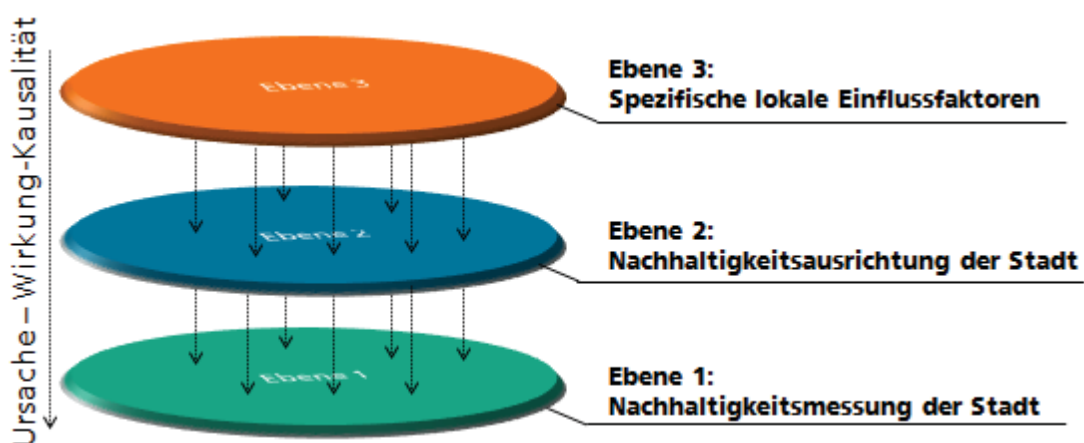 Ursache – Wirkung-Kausalität
Ebene 3
Ebene 3:
Spezifische lokale Einflussfaktoren
Ebene 2
Ebene 2:
Nachhaltigkeitsausrichtung der Stadt
Ebene 1
Ebene 1:
Nachhaltigkeitsmessung der Stadt